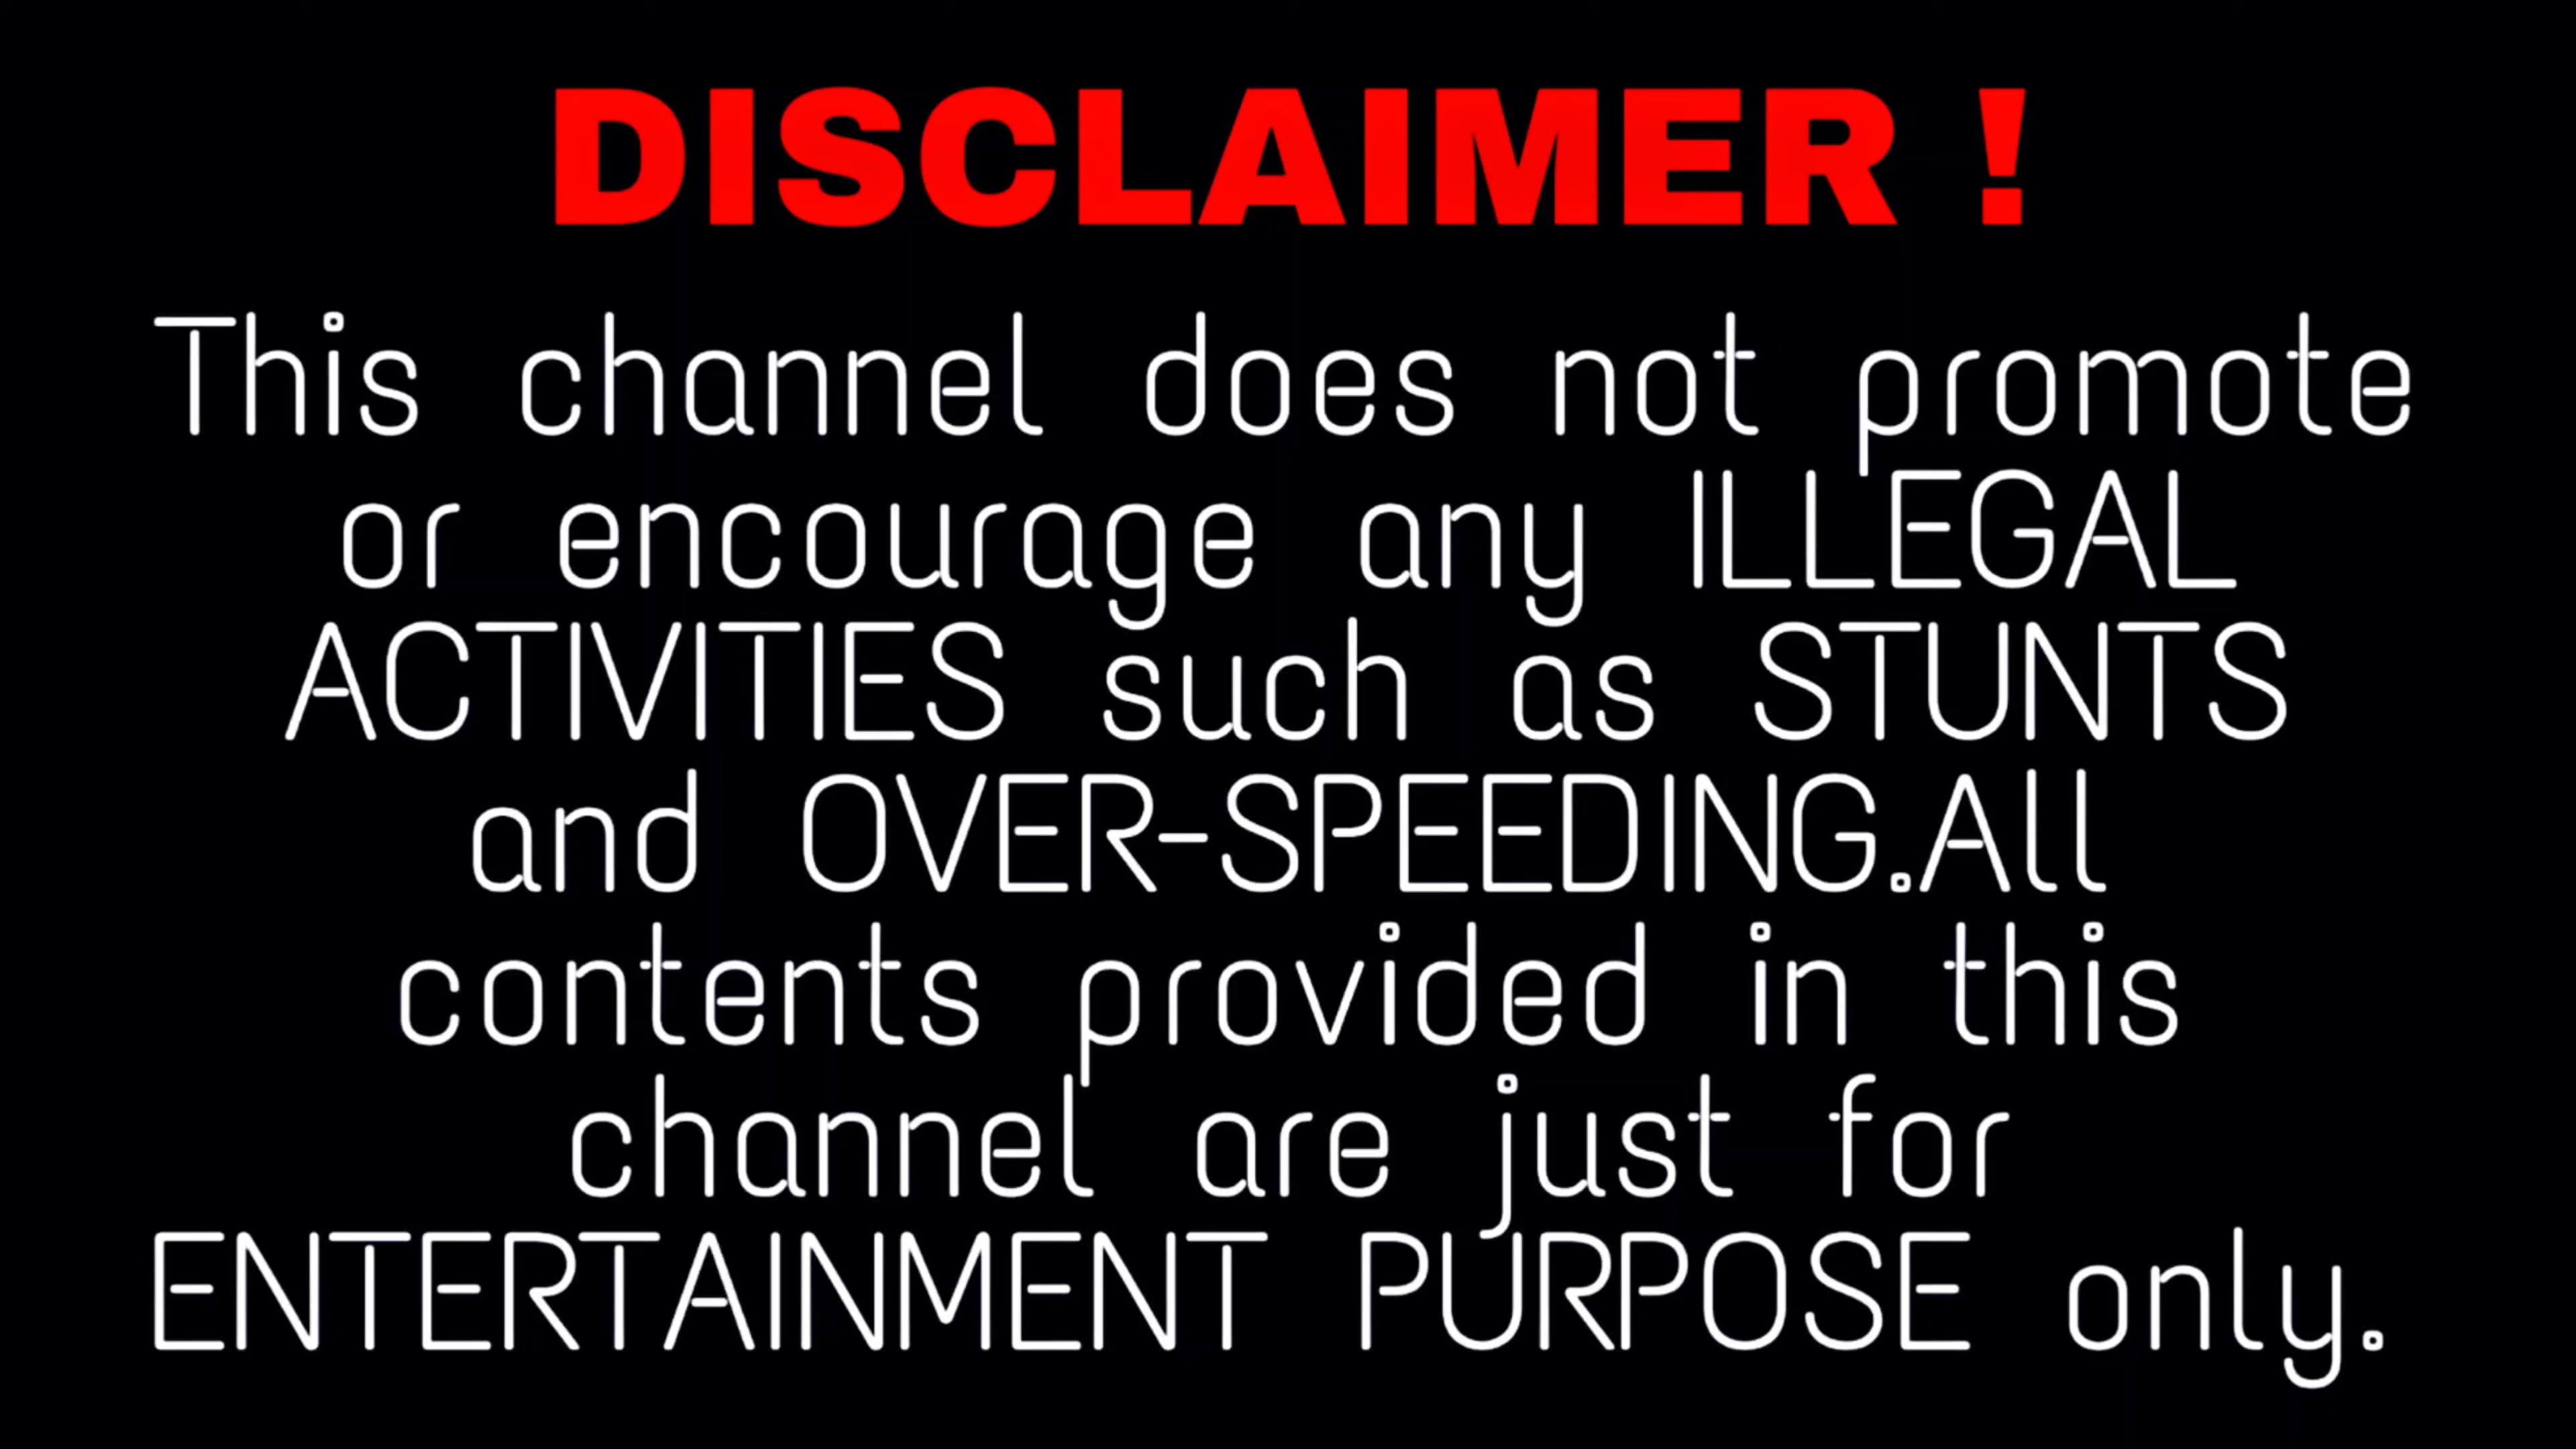 DISCLAIMER !
This channel does not promote
or encourage any ILLEGAL
ACTIVITIES such as STUNTS
and OVER-SPEEDING.All
contents provided in this
channel are just for
ENTERTAINMENT PURPOSE only.